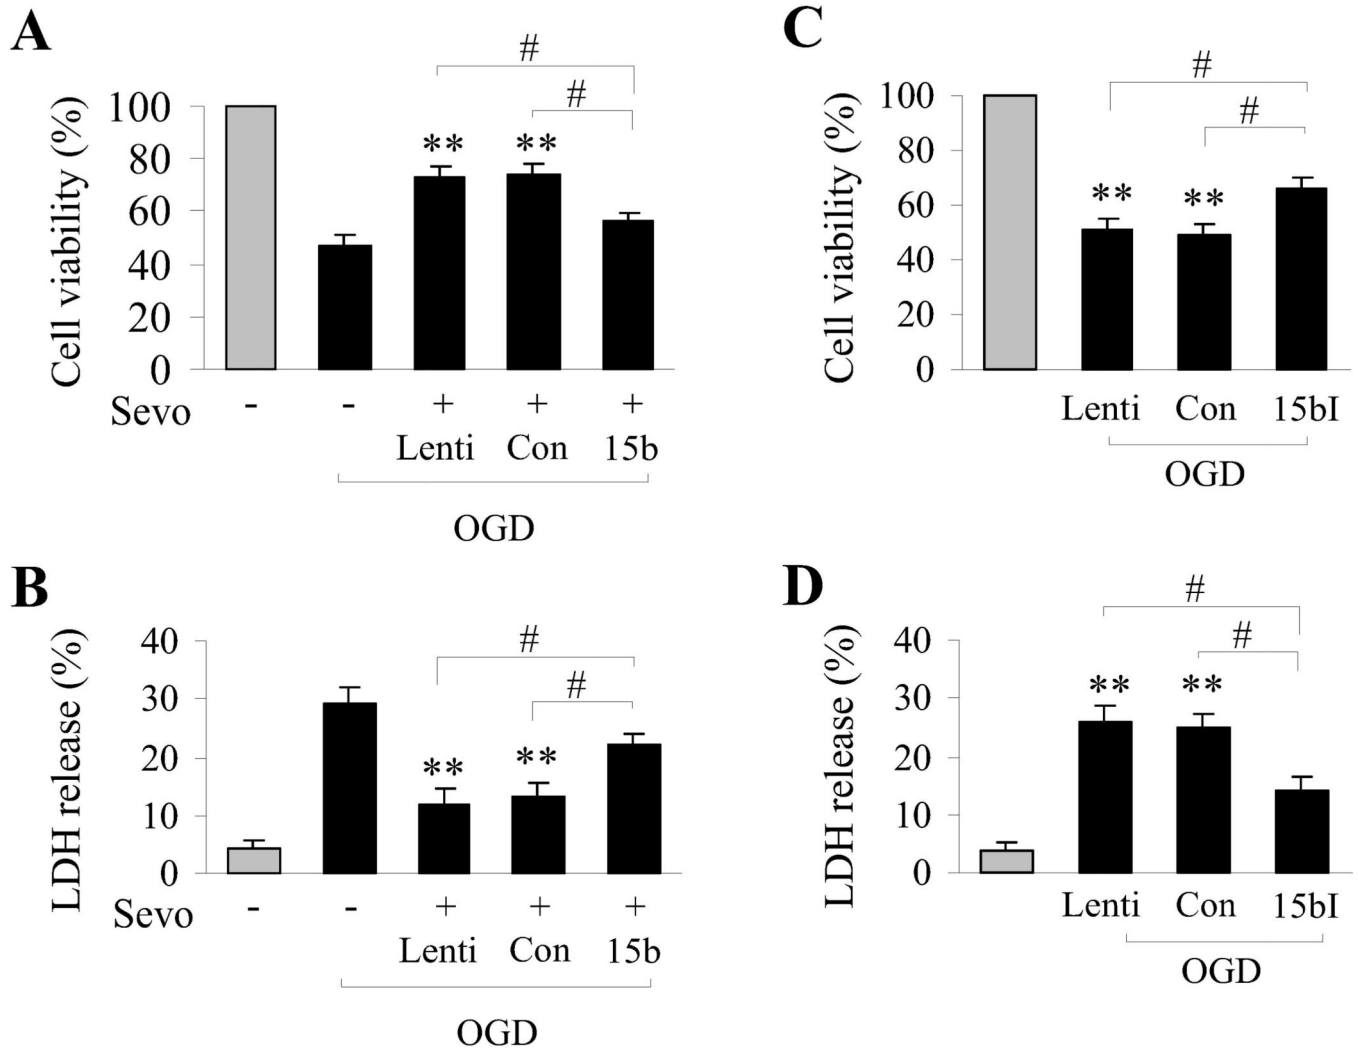 A
#
#
** **
Cell viability (%)
100
80
60
40
20
0
Sevo - - + + +
Lenti Con 15b
OGD
C
#
#
** **
Cell viability (%)
100
80
60
40
20
0
Lenti Con 15bI
OGD
B
#
#
** **
LDH release (%)
40
30
20
10
0
Sevo - - + + +
Lenti Con 15b
OGD
D
#
#
** **
LDH release (%)
40
30
20
10
0
Lenti Con 15bI
OGD